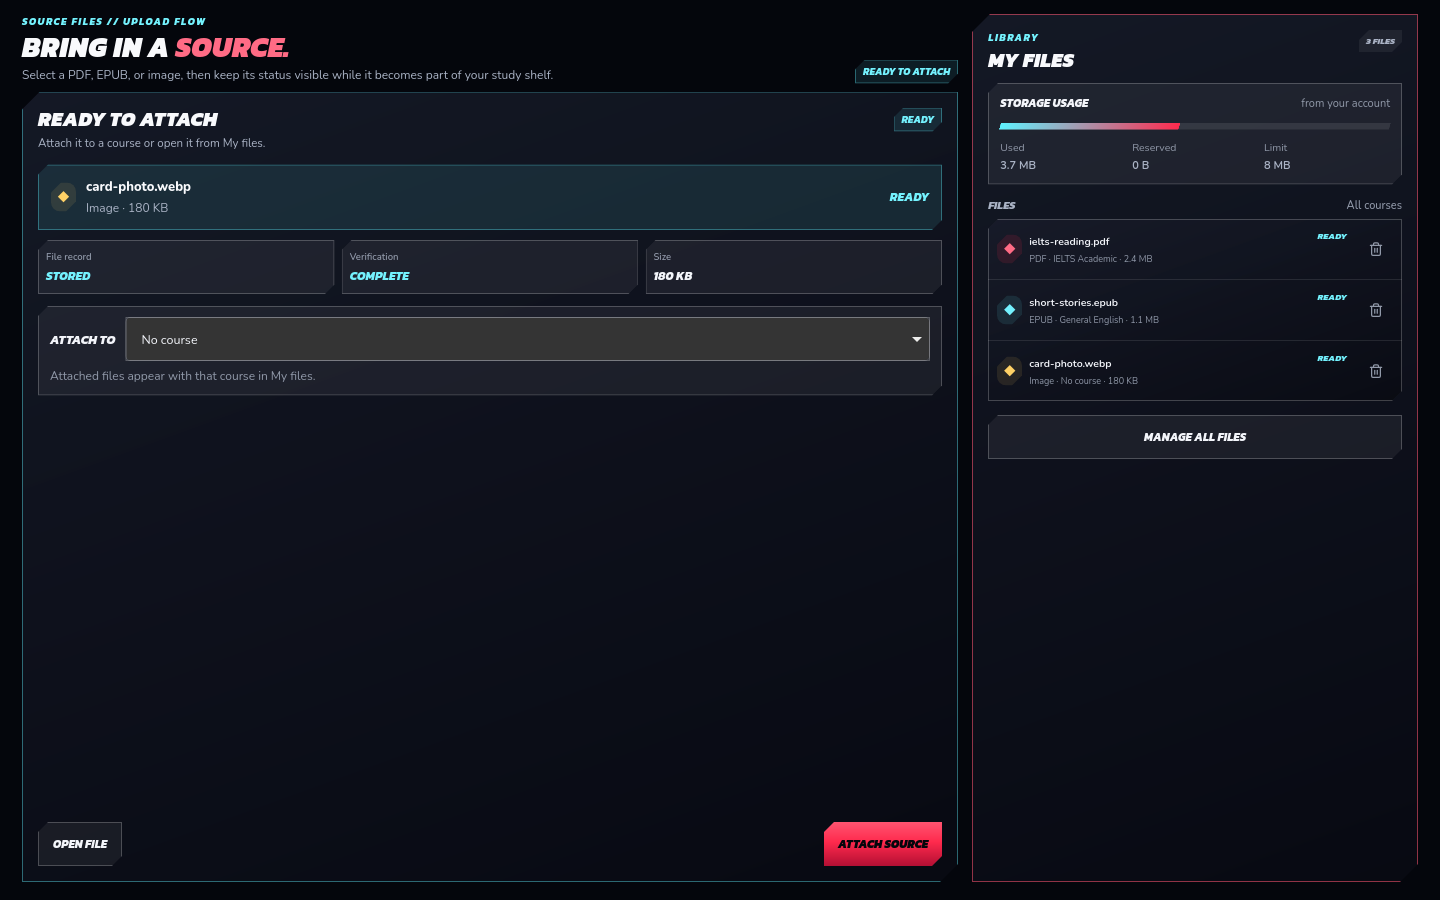 SOURCE FILES // UPLOAD FLOW
BRING IN A SOURCE.
Select a PDF, EPUB, or image, then keep its status visible while it becomes part of your study shelf.
READY TO ATTACH
READY TO ATTACH
READY
Attach it to a course or open it from My files.
card-photo.webp
Image · 180 KB
READY
File record
STORED
Verification
COMPLETE
Size
180 KB
ATTACH TO
No course
Attached files appear with that course in My files.
OPEN FILE
ATTACH SOURCE
LIBRARY
3 FILES
MY FILES
STORAGE USAGE
from your account
Used
Reserved
Limit
3.7 MB
0 B
8 MB
FILES
All courses
ielts-reading.pdf
READY
PDF · IELTS Academic · 2.4 MB
short-stories.epub
READY
EPUB · General English · 1.1 MB
card-photo.webp
READY
Image · No course · 180 KB
MANAGE ALL FILES